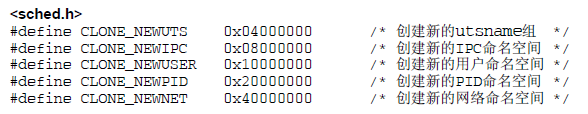 <sched.h>
#define CLONE_NEWUTS 0x04000000 /* 创建新的utsname组 */
#define CLONE_NEWIPC 0x08000000 /* 创建新的IPC命名空间 */
#define CLONE_NEWUSER 0x10000000 /* 创建新的用户命名空间 */
#define CLONE_NEWPID 0x20000000 /* 创建新的PID命名空间 */
#define CLONE_NEWNET 0x40000000 /* 创建新的网络命名空间 */